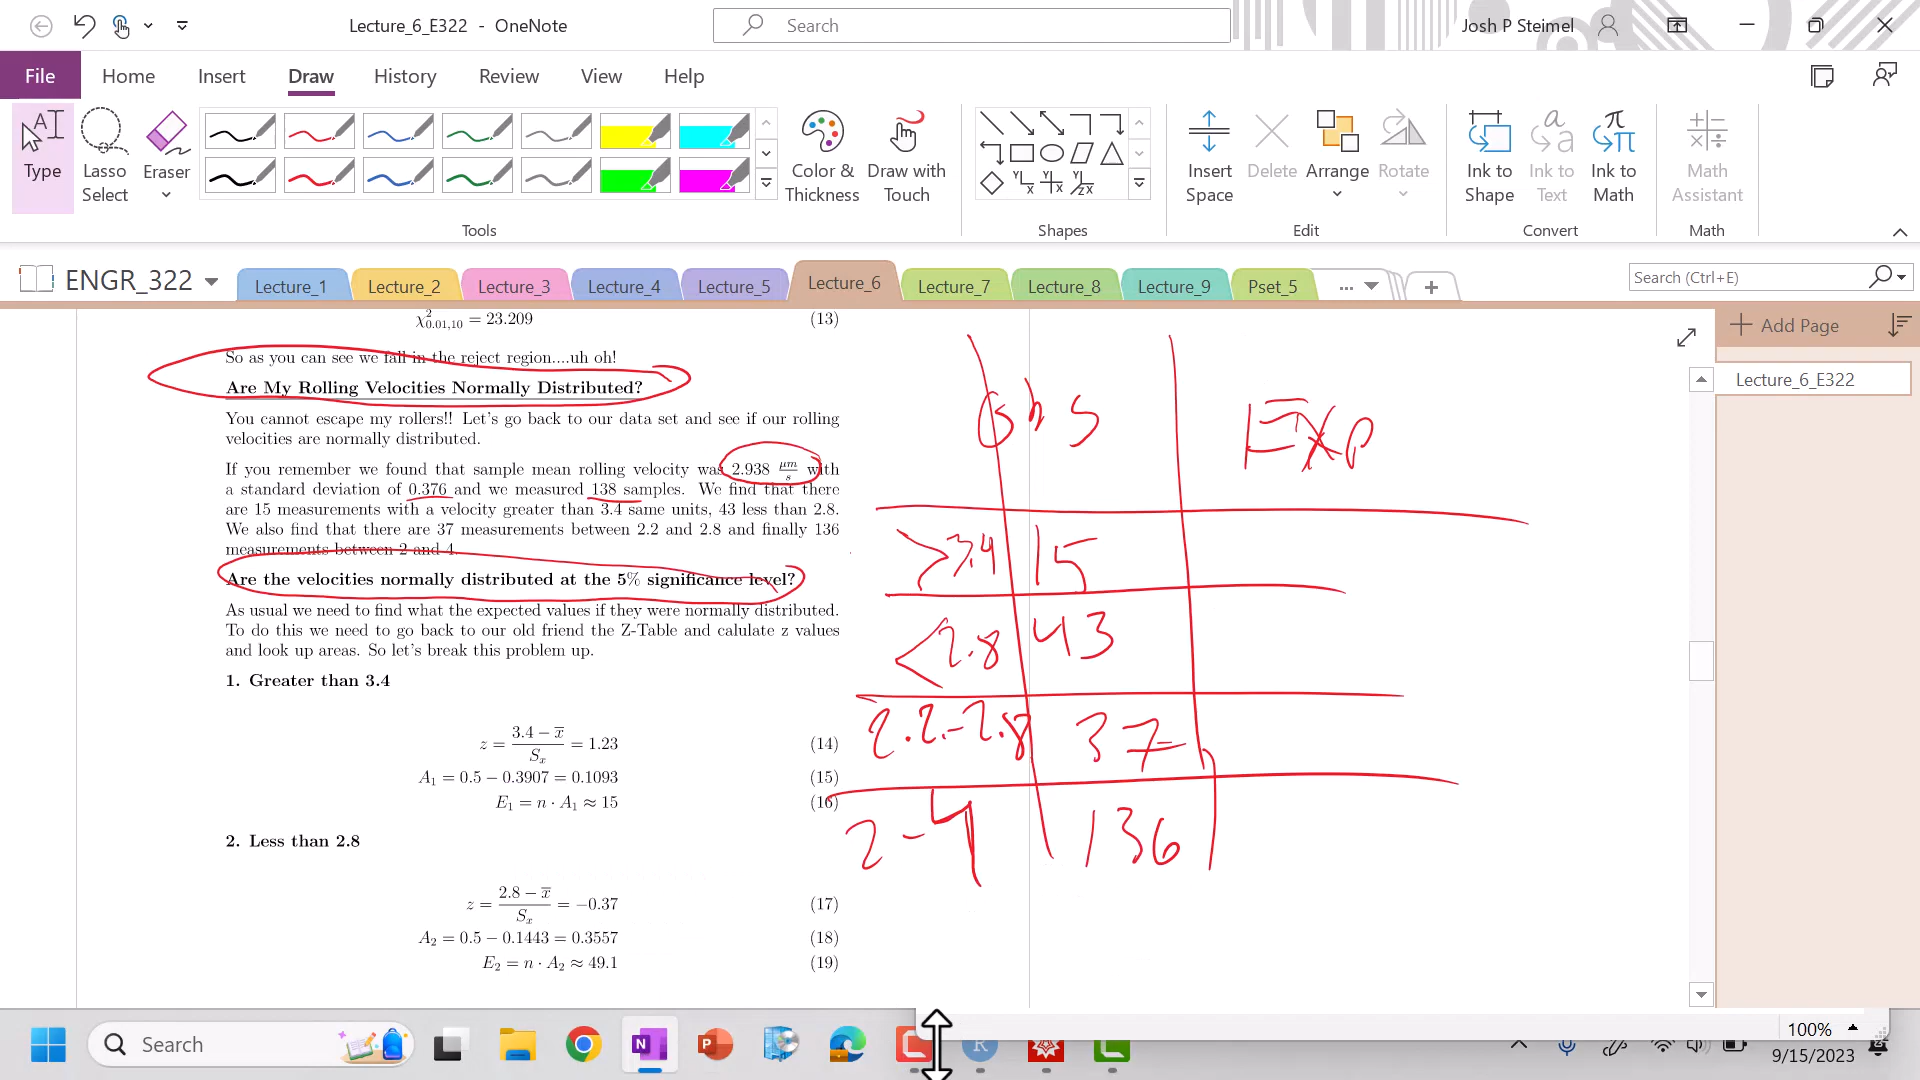 Lecture_6_E322 - OneNote
Search
Josh P Steimel
File Home Insert Draw History Review View Help
Type
Lasso Select
Eraser
Color & Thickness
Draw with Touch
Insert Space
Delete
Arrange
Rotate
Ink to Shape
Ink to Text
Ink to Math
Math Assistant
Tools
Shapes
Edit
Convert
Math
ENGR_322
Lecture_1 Lecture_2 Lecture_3 Lecture_4 Lecture_5 Lecture_6 Lecture_7 Lecture_8 Lecture_9 Pset_5 ...
Search (Ctrl+E)
Add Page
Lecture_6_E322
χ²0.01,10 = 23.209 (13)
So as you can see we fall in the reject region....uh oh!
Are My Rolling Velocities Normally Distributed?
You cannot escape my rollers!! Let's go back to our data set and see if our rolling
velocities are normally distributed.
If you remember we found that sample mean rolling velocity was 2.938 μm/s with
a standard deviation of 0.376 and we measured 138 samples. We find that there
are 15 measurements with a velocity greater than 3.4 same units, 43 less than 2.8.
We also find that there are 37 measurements between 2.2 and 2.8 and finally 136
measurements between 2 and 4.
Are the velocities normally distributed at the 5% significance level?
As usual we need to find what the expected values if they were normally distributed.
To do this we need to go back to our old friend the Z-Table and calulate z values
and look up areas. So let's break this problem up.
1. Greater than 3.4
z = (3.4 − x̅)/Sₓ = 1.23 (14)
A₁ = 0.5 − 0.3907 = 0.1093 (15)
E₁ = n · A₁ ≈ 15 (16)
2. Less than 2.8
z = (2.8 − x̅)/Sₓ = −0.37 (17)
A₂ = 0.5 − 0.1443 = 0.3557 (18)
E₂ = n · A₂ ≈ 49.1 (19)
Obs Exp
>3.4 15
<2.8 43
2.2-2.8 37
2-4 136
100%
Search
9/15/2023